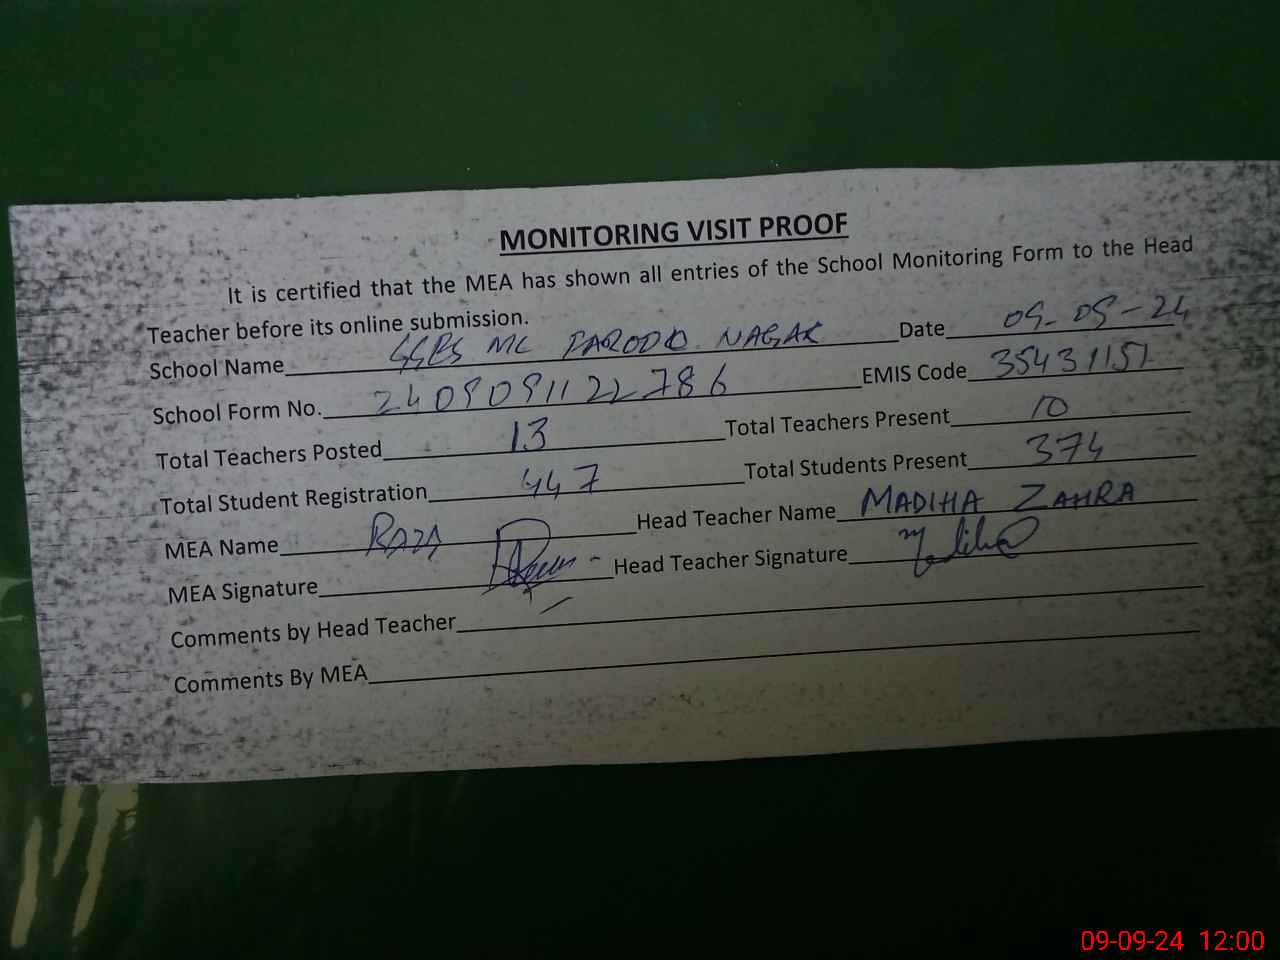 MONITORING VISIT PROOF
It is certified that the MEA has shown all entries of the School Monitoring Form to the Head
Teacher before its online submission.
School Name GGPS MC FAROOQ NAGAR Date 09-09-24
School Form No. 2409091122786 EMIS Code 35431151
Total Teachers Posted 13 Total Teachers Present 10
Total Student Registration 447 Total Students Present 374
MEA Name RAZA Head Teacher Name MADIHA ZAHRA
MEA Signature Head Teacher Signature Madiha
Comments by Head Teacher
Comments By MEA
09-09-24 12:00